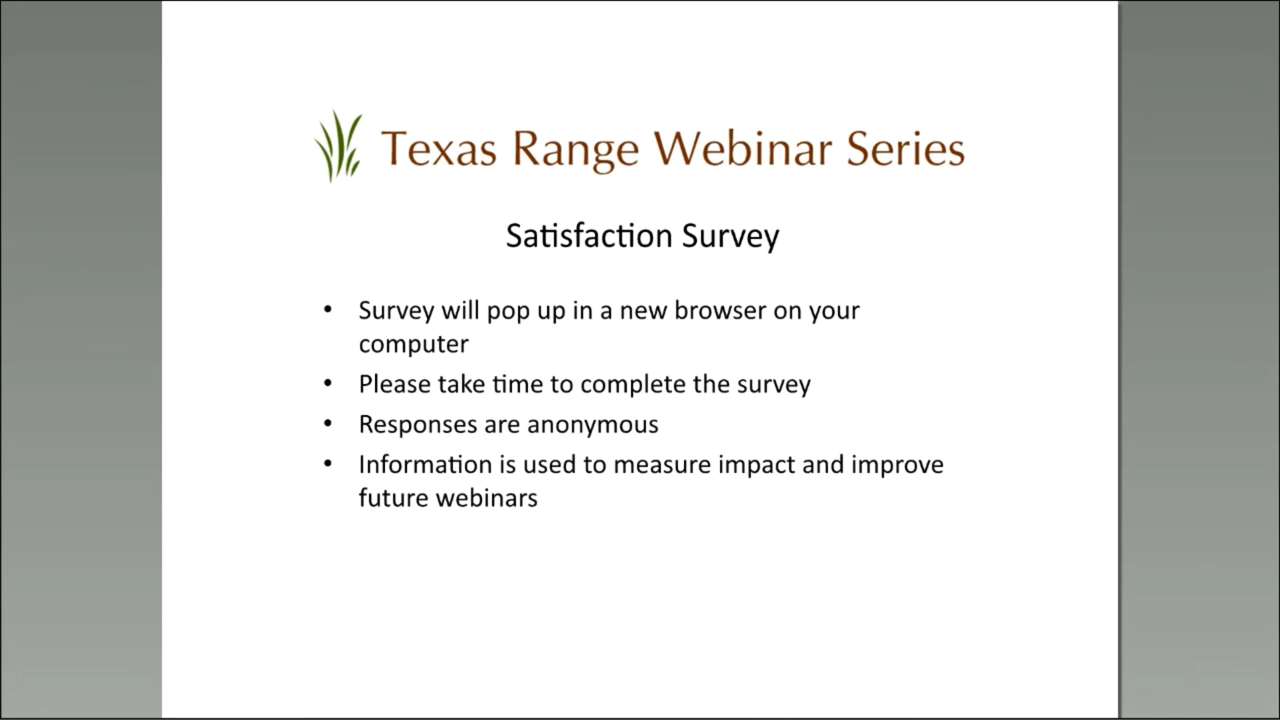 Texas Range Webinar Series
Satisfaction Survey
• Survey will pop up in a new browser on your
computer
• Please take time to complete the survey
• Responses are anonymous
• Information is used to measure impact and improve
future webinars